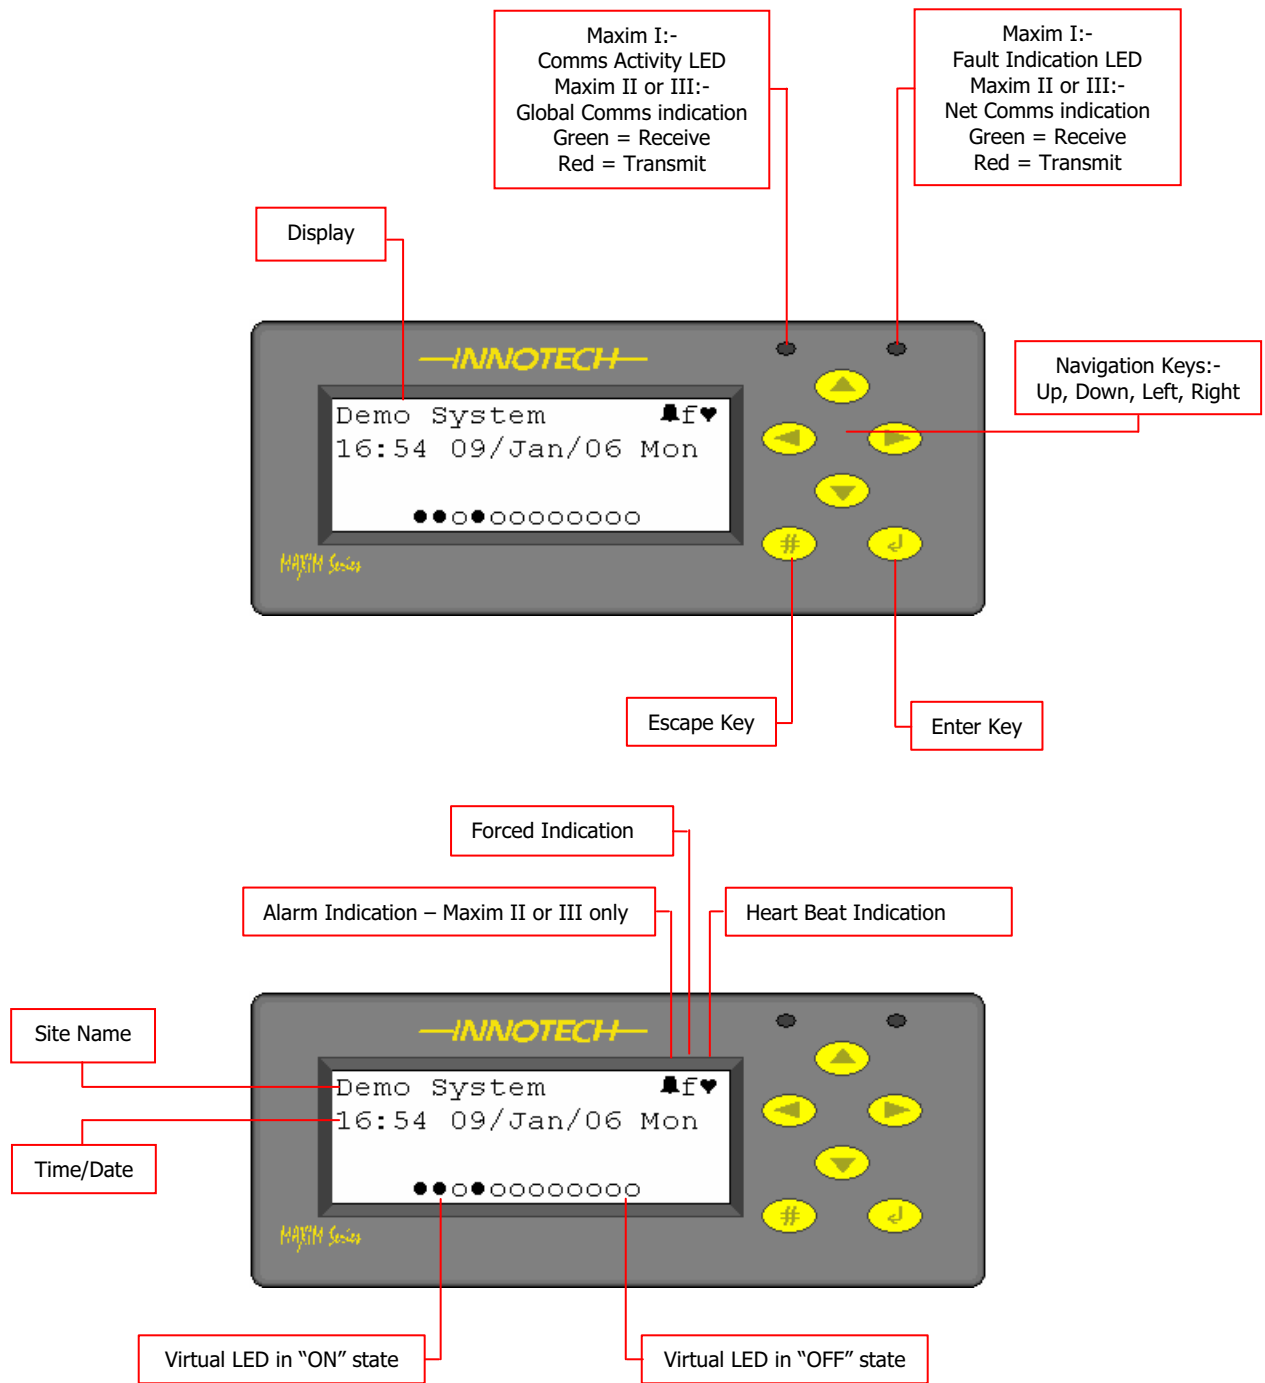 Maxim I:-
Comms Activity LED
Maxim II or III:-
Global Comms indication
Green = Receive
Red = Transmit
Maxim I:-
Fault Indication LED
Maxim II or III:-
Net Comms indication
Green = Receive
Red = Transmit
Display
INNOTECH
Demo System f
16:54 09/Jan/06 Mon
MAXIM Series
#
Navigation Keys:-
Up, Down, Left, Right
Escape Key
Enter Key
Forced Indication
Alarm Indication – Maxim II or III only
Heart Beat Indication
Site Name
Time/Date
INNOTECH
Demo System f
16:54 09/Jan/06 Mon
MAXIM Series
#
Virtual LED in “ON” state
Virtual LED in “OFF” state